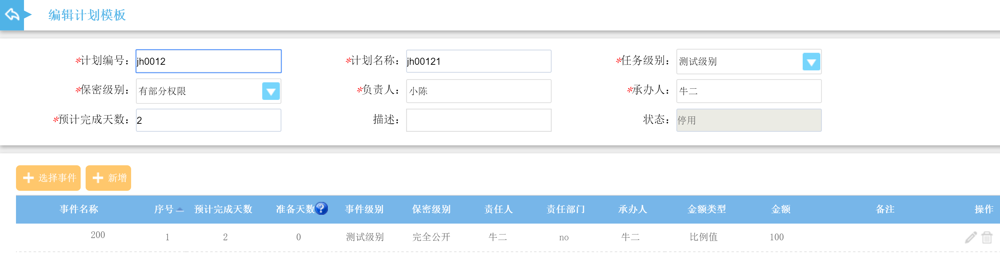 编辑计划模板
*计划编号： jh0012 *计划名称： jh00121 *任务级别： 测试级别
*保密级别： 有部分权限 *负责人： 小陈 *承办人： 牛二
*预计完成天数： 2 描述： 状态： 停用
选择事件 新增
事件名称 序号 预计完成天数 准备天数? 事件级别 保密级别 责任人 责任部门 承办人 金额类型 金额 备注 操作
200 1 2 0 测试级别 完全公开 牛二 no 牛二 比例值 100